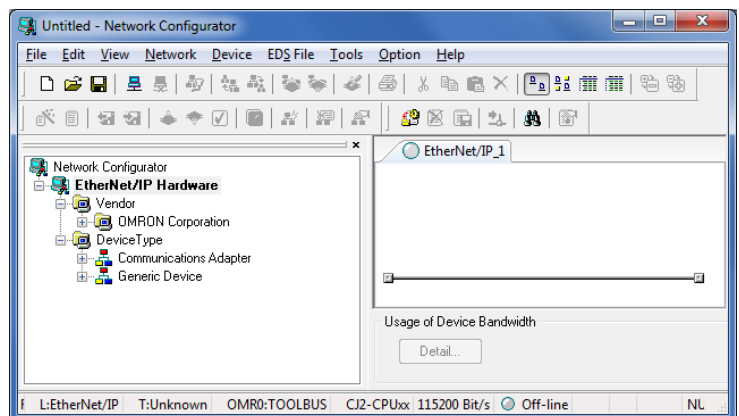 Untitled - Network Configurator
File Edit View Network Device EDS File Tools Option Help
Network Configurator
EtherNet/IP Hardware
Vendor
OMRON Corporation
DeviceType
Communications Adapter
Generic Device
EtherNet/IP_1
Usage of Device Bandwidth
Detail...
L:EtherNet/IP T:Unknown OMR0:TOOLBUS CJ2-CPUxx 115200 Bit/s Off-line